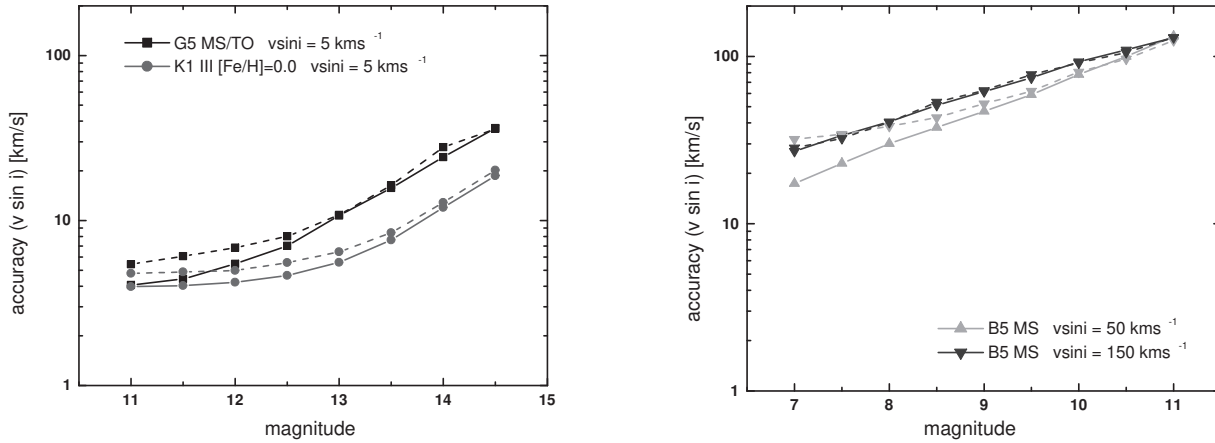 100
10
1
accuracy (v sin i) [km/s]
G5 MS/TO vsini = 5 kms -1
K1 III [Fe/H]=0.0 vsini = 5 kms -1
11 12 13 14 15
magnitude
100
10
1
accuracy (v sin i) [km/s]
B5 MS vsini = 50 kms -1
B5 MS vsini = 150 kms -1
7 8 9 10 11
magnitude